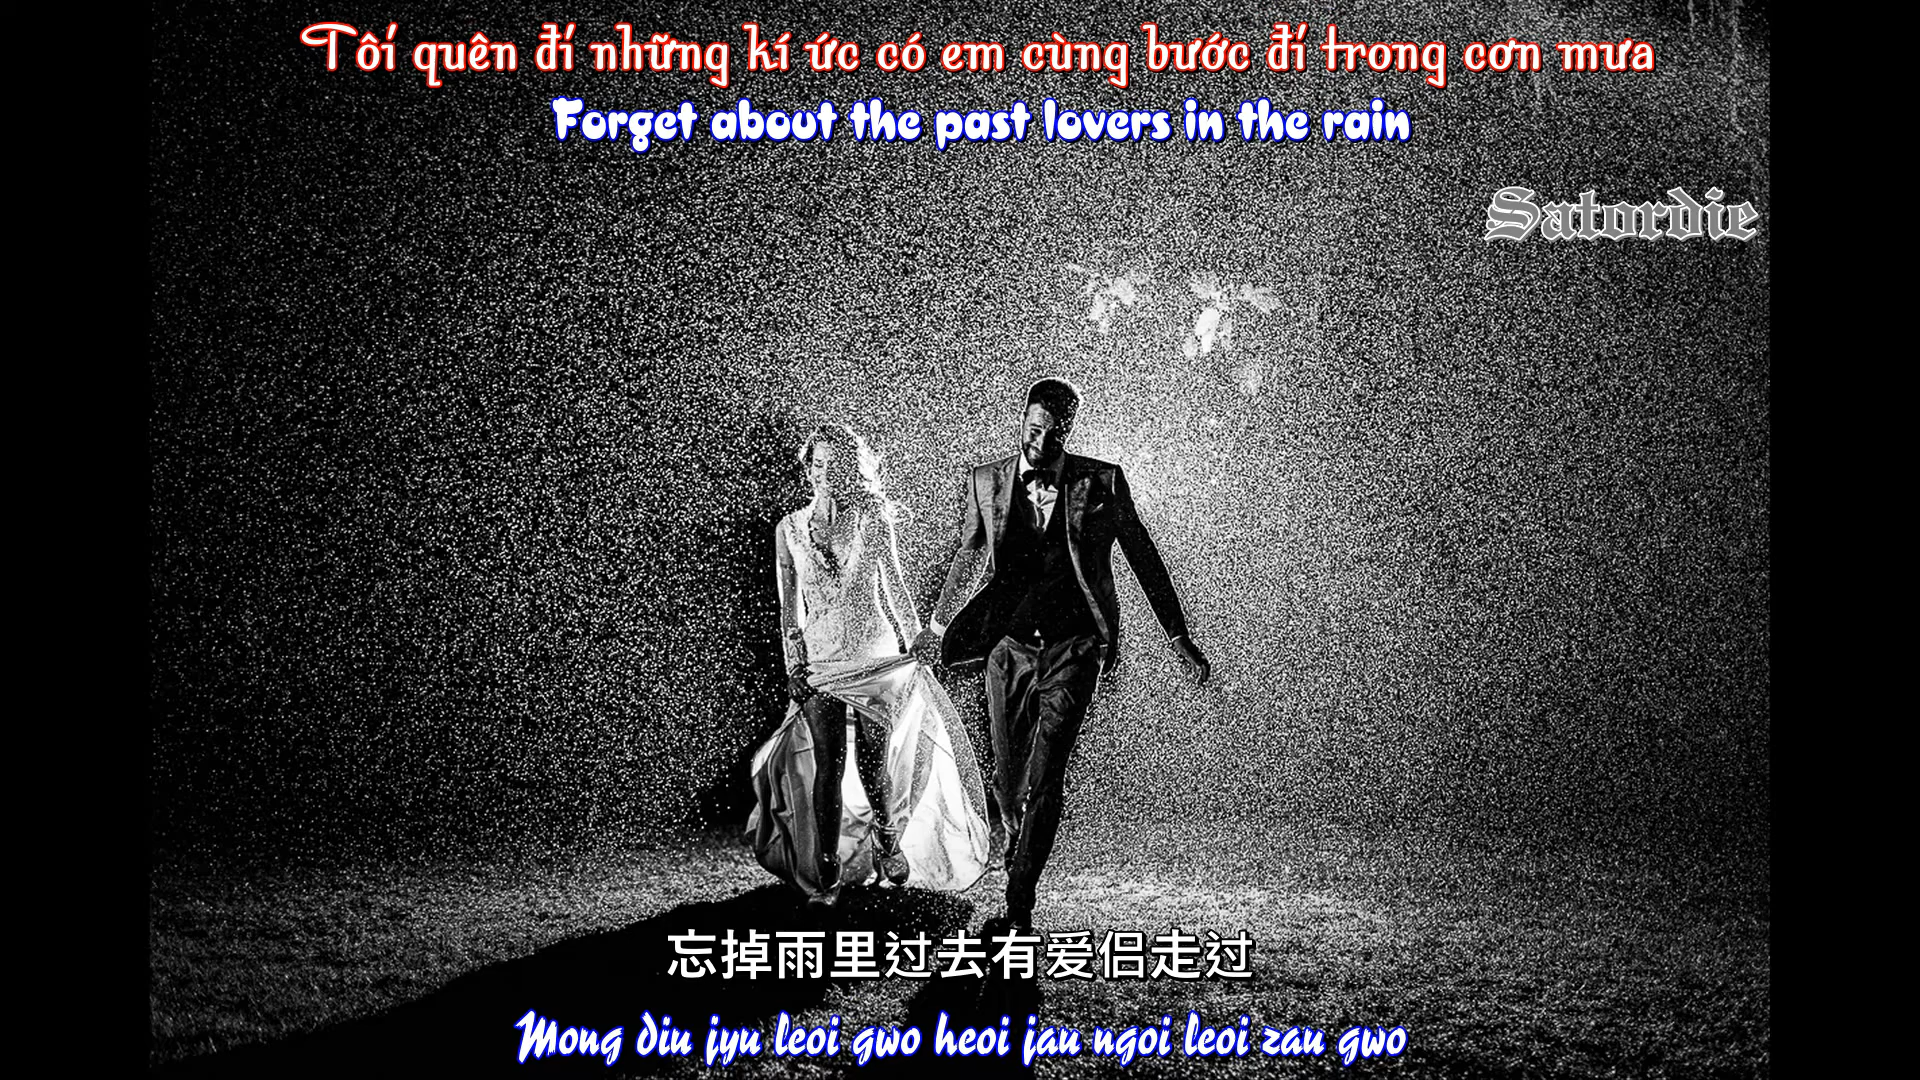 Tôi quên đi những kí ức có em cùng bước đi trong cơn mưa
Forget about the past lovers in the rain
Satordie
忘掉雨里过去有爱侣走过
Mong diu jyu leoi gwo heoi jau ngoi leoi zau gwo